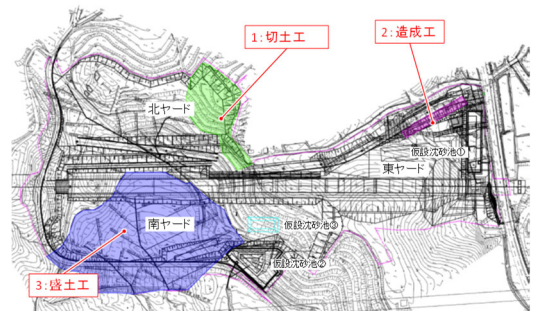 1:切土工
2:造成工
北ヤード
仮設沈砂池①
東ヤード
南ヤード
仮設沈砂池③
仮設沈砂池②
3:盛土工